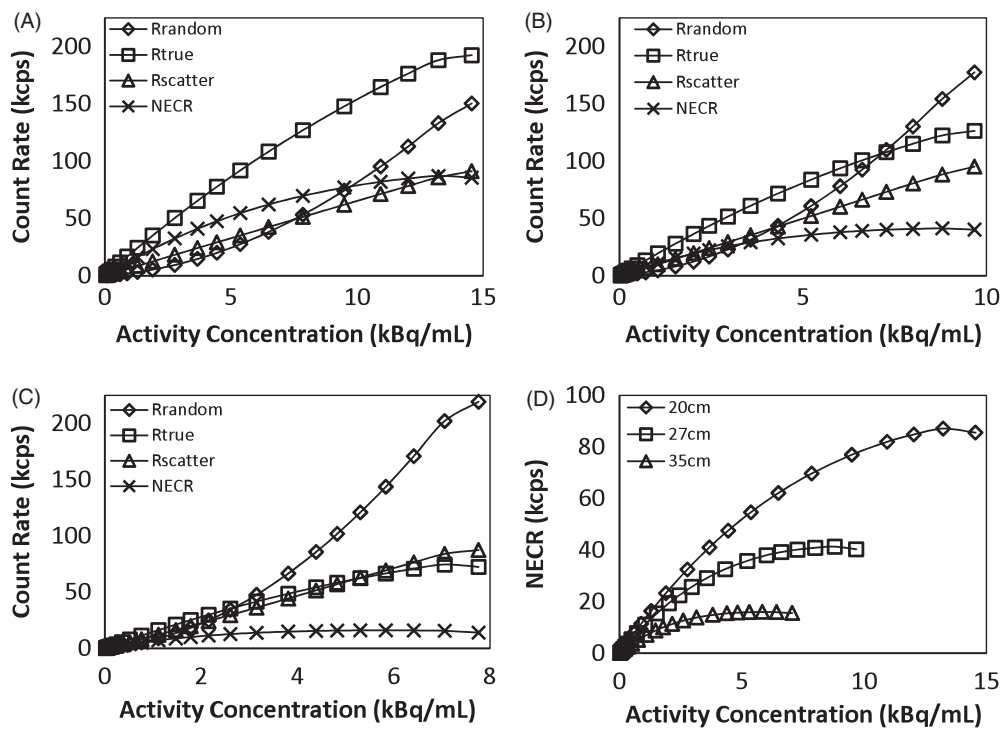 (A)
Rrandom
Rtrue
Rscatter
NECR
200
150
100
50
0
0 5 10 15
Count Rate (kcps)
Activity Concentration (kBq/mL)
(B)
Rrandom
Rtrue
Rscatter
NECR
200
150
100
50
0
0 5 10
Count Rate (kcps)
Activity Concentration (kBq/mL)
(C)
Rrandom
Rtrue
Rscatter
NECR
200
150
100
50
0
0 2 4 6 8
Count Rate (kcps)
Activity Concentration (kBq/mL)
(D)
20cm
27cm
35cm
100
80
60
40
20
0
0 5 10 15
NECR (kcps)
Activity Concentration (kBq/mL)